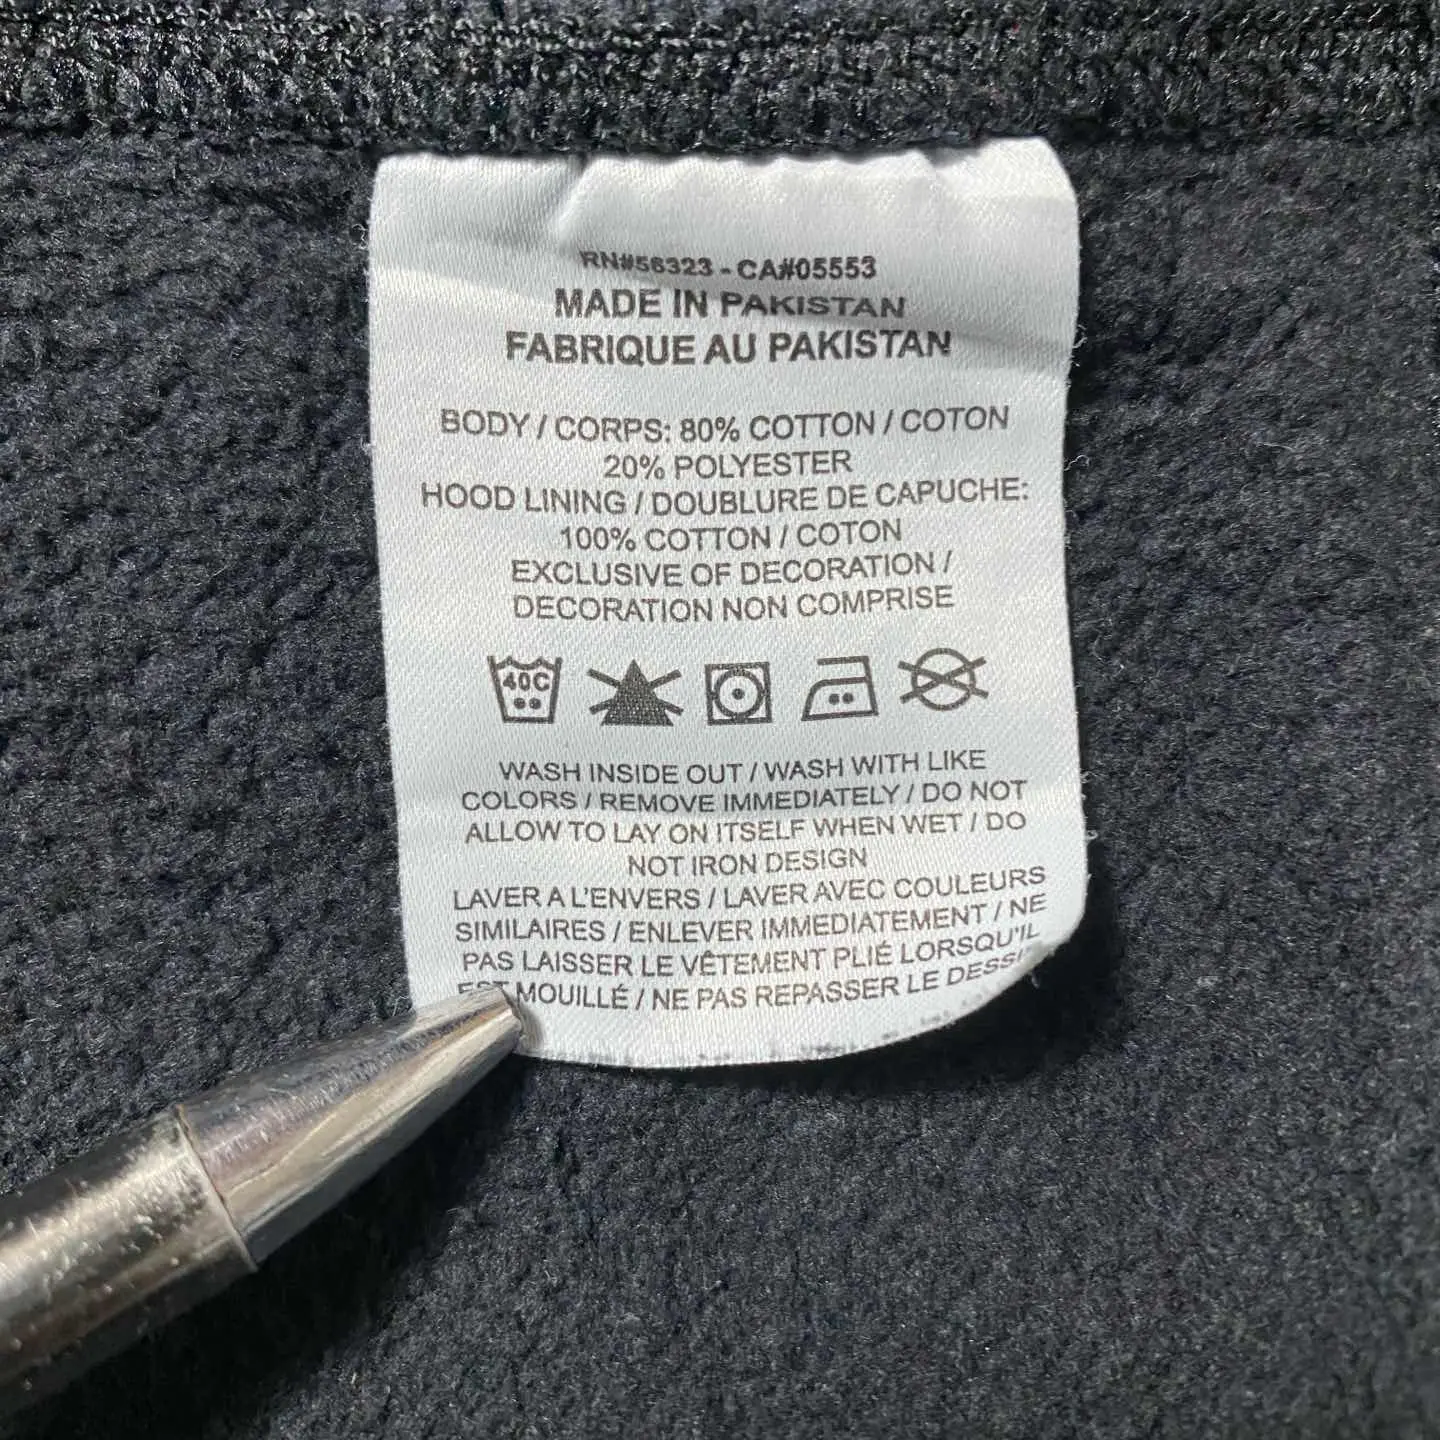 RN#56323 - CA#05553
MADE IN PAKISTAN
FABRIQUE AU PAKISTAN
BODY / CORPS: 80% COTTON / COTON
20% POLYESTER
HOOD LINING / DOUBLURE DE CAPUCHE:
100% COTTON / COTON
EXCLUSIVE OF DECORATION /
DECORATION NON COMPRISE
40C
WASH INSIDE OUT / WASH WITH LIKE
COLORS / REMOVE IMMEDIATELY / DO NOT
ALLOW TO LAY ON ITSELF WHEN WET / DO
NOT IRON DESIGN
LAVER A L'ENVERS / LAVER AVEC COULEURS
SIMILAIRES / ENLEVER IMMEDIATEMENT / NE
PAS LAISSER LE VÊTEMENT PLIÉ LORSQU'IL
EST MOUILLÉ / NE PAS REPASSER LE